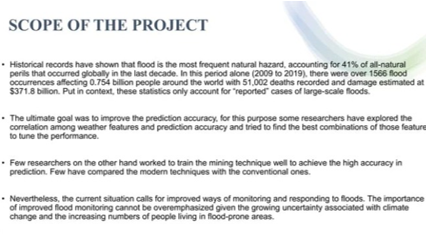 SCOPE OF THE PROJECT
• Historical records have shown that flood is the most frequent natural hazard, accounting for 41% of all-natural
perils that occurred globally in the last decade. In this period alone (2009 to 2019), there were over 1566 flood
occurrences affecting 0.754 billion people around the world with 51,002 deaths recorded and damage estimated at
$371.8 billion. Put in context, these statistics only account for "reported" cases of large-scale floods.
• The ultimate goal was to improve the prediction accuracy, for this purpose some researchers have explored the
correlation among weather features and prediction accuracy and tried to find the best combinations of those feature
to tune the performance.
• Few researchers on the other hand worked to train the mining technique well to achieve the high accuracy in
prediction. Few have compared the modern techniques with the conventional ones.
• Nevertheless, the current situation calls for improved ways of monitoring and responding to floods. The importance
of improved flood monitoring cannot be overemphasized given the growing uncertainty associated with climate
change and the increasing numbers of people living in flood-prone areas.